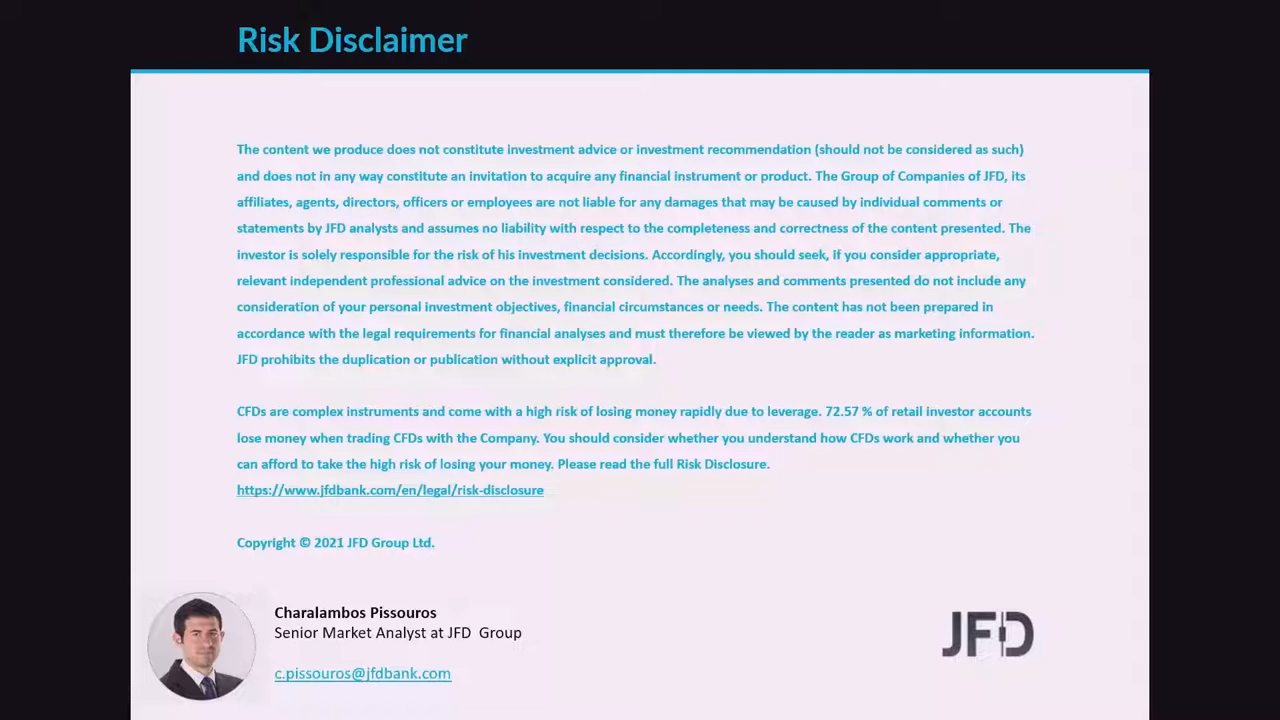 Risk Disclaimer
The content we produce does not constitute investment advice or investment recommendation (should not be considered as such)
and does not in any way constitute an invitation to acquire any financial instrument or product. The Group of Companies of JFD, its
affiliates, agents, directors, officers or employees are not liable for any damages that may be caused by individual comments or
statements by JFD analysts and assumes no liability with respect to the completeness and correctness of the content presented. The
investor is solely responsible for the risk of his investment decisions. Accordingly, you should seek, if you consider appropriate,
relevant independent professional advice on the investment considered. The analyses and comments presented do not include any
consideration of your personal investment objectives, financial circumstances or needs. The content has not been prepared in
accordance with the legal requirements for financial analyses and must therefore be viewed by the reader as marketing information.
JFD prohibits the duplication or publication without explicit approval.
CFDs are complex instruments and come with a high risk of losing money rapidly due to leverage. 72.57 % of retail investor accounts
lose money when trading CFDs with the Company. You should consider whether you understand how CFDs work and whether you
can afford to take the high risk of losing your money. Please read the full Risk Disclosure.
https://www.jfdbank.com/en/legal/risk-disclosure
Copyright © 2021 JFD Group Ltd.
Charalambos Pissouros
Senior Market Analyst at JFD Group
c.pissouros@jfdbank.com
JFD